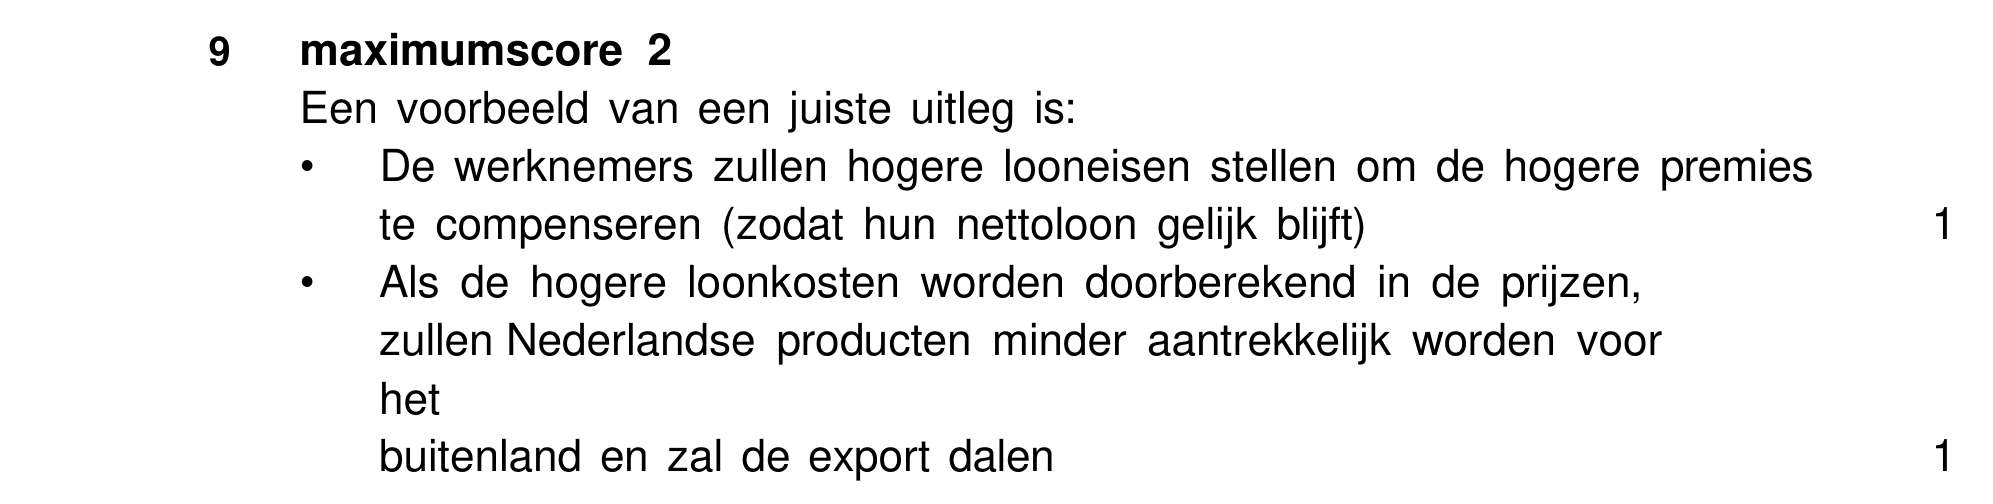 9 maximumscore 2
Een voorbeeld van een juiste uitleg is:
• De werknemers zullen hogere looneisen stellen om de hogere premies
te compenseren (zodat hun nettoloon gelijk blijft) 1
• Als de hogere loonkosten worden doorberekend in de prijzen,
zullen Nederlandse producten minder aantrekkelijk worden voor
het
buitenland en zal de export dalen 1